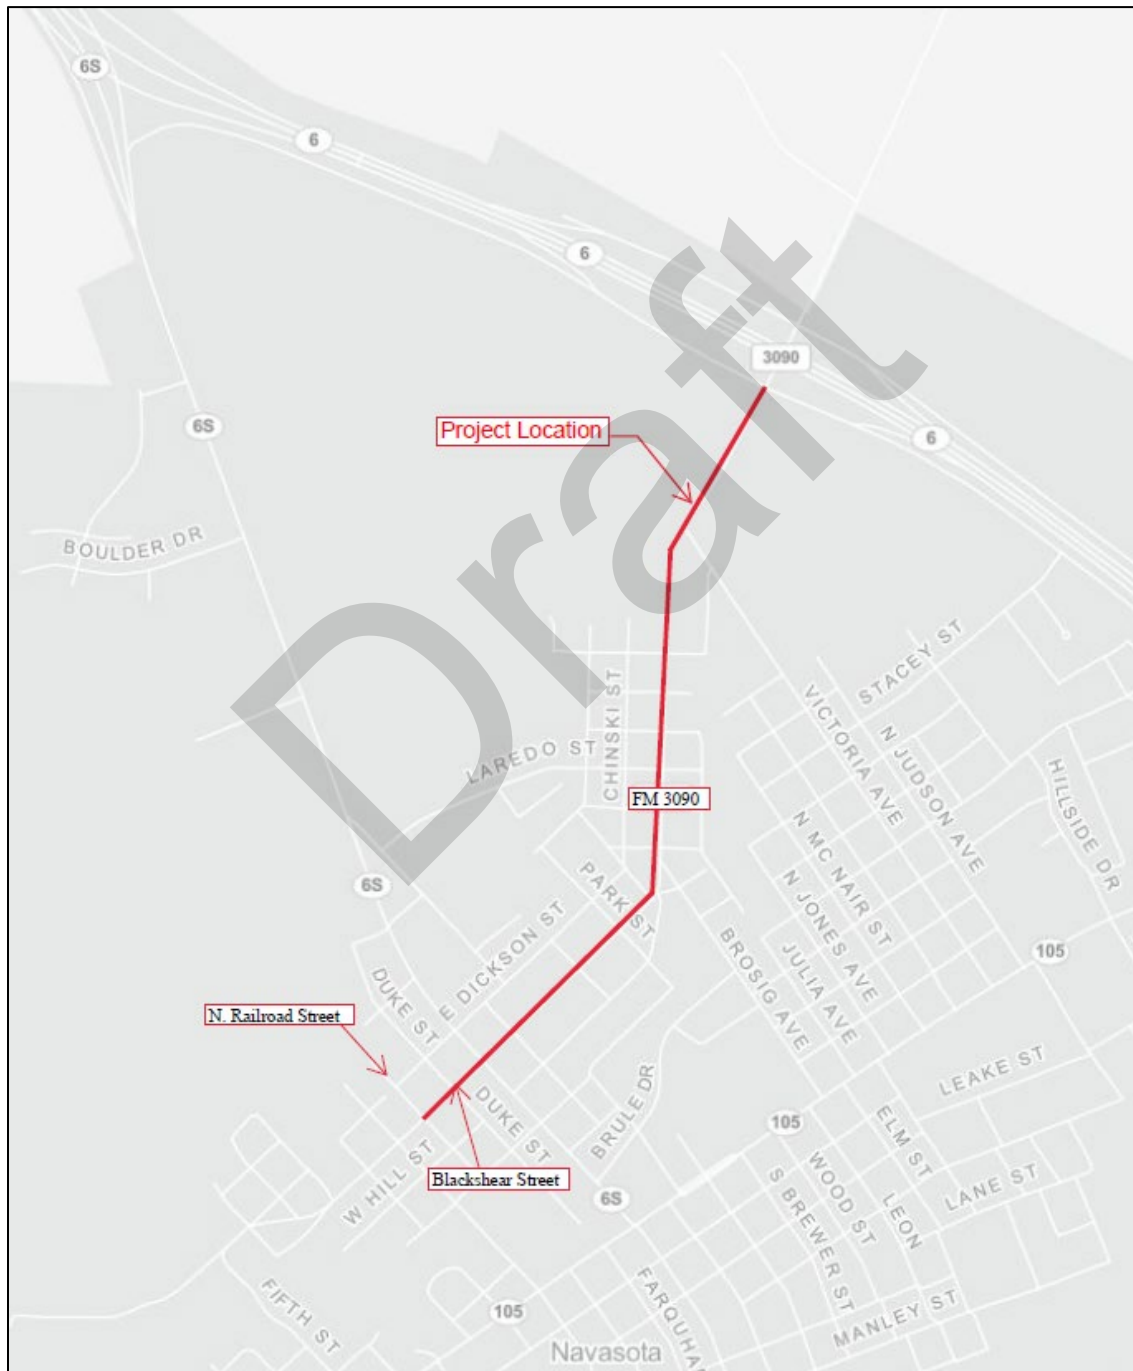 6S
6
6
3090
Project Location
6S
6
BOULDER DR
STACEY ST
VICTORIA AVE
N JUDSON AVE
CHINSKI ST
LAREDO ST
HILLSIDE DR
FM 3090
N MC NAIR ST
N JONES AVE
JULIA AVE
PARK ST
6S
E DICKSON ST
BROSIG AVE
105
DUKE ST
N. Railroad Street
LEAKE ST
BRULE DR
DUKE ST
105
ELM ST
W HILL ST
Blackshear Street
WOOD ST
S BREWER ST
LEON
LANE ST
6S
FIFTH ST
FARQUHAR
105
MANLEY ST
Navasota
Draft